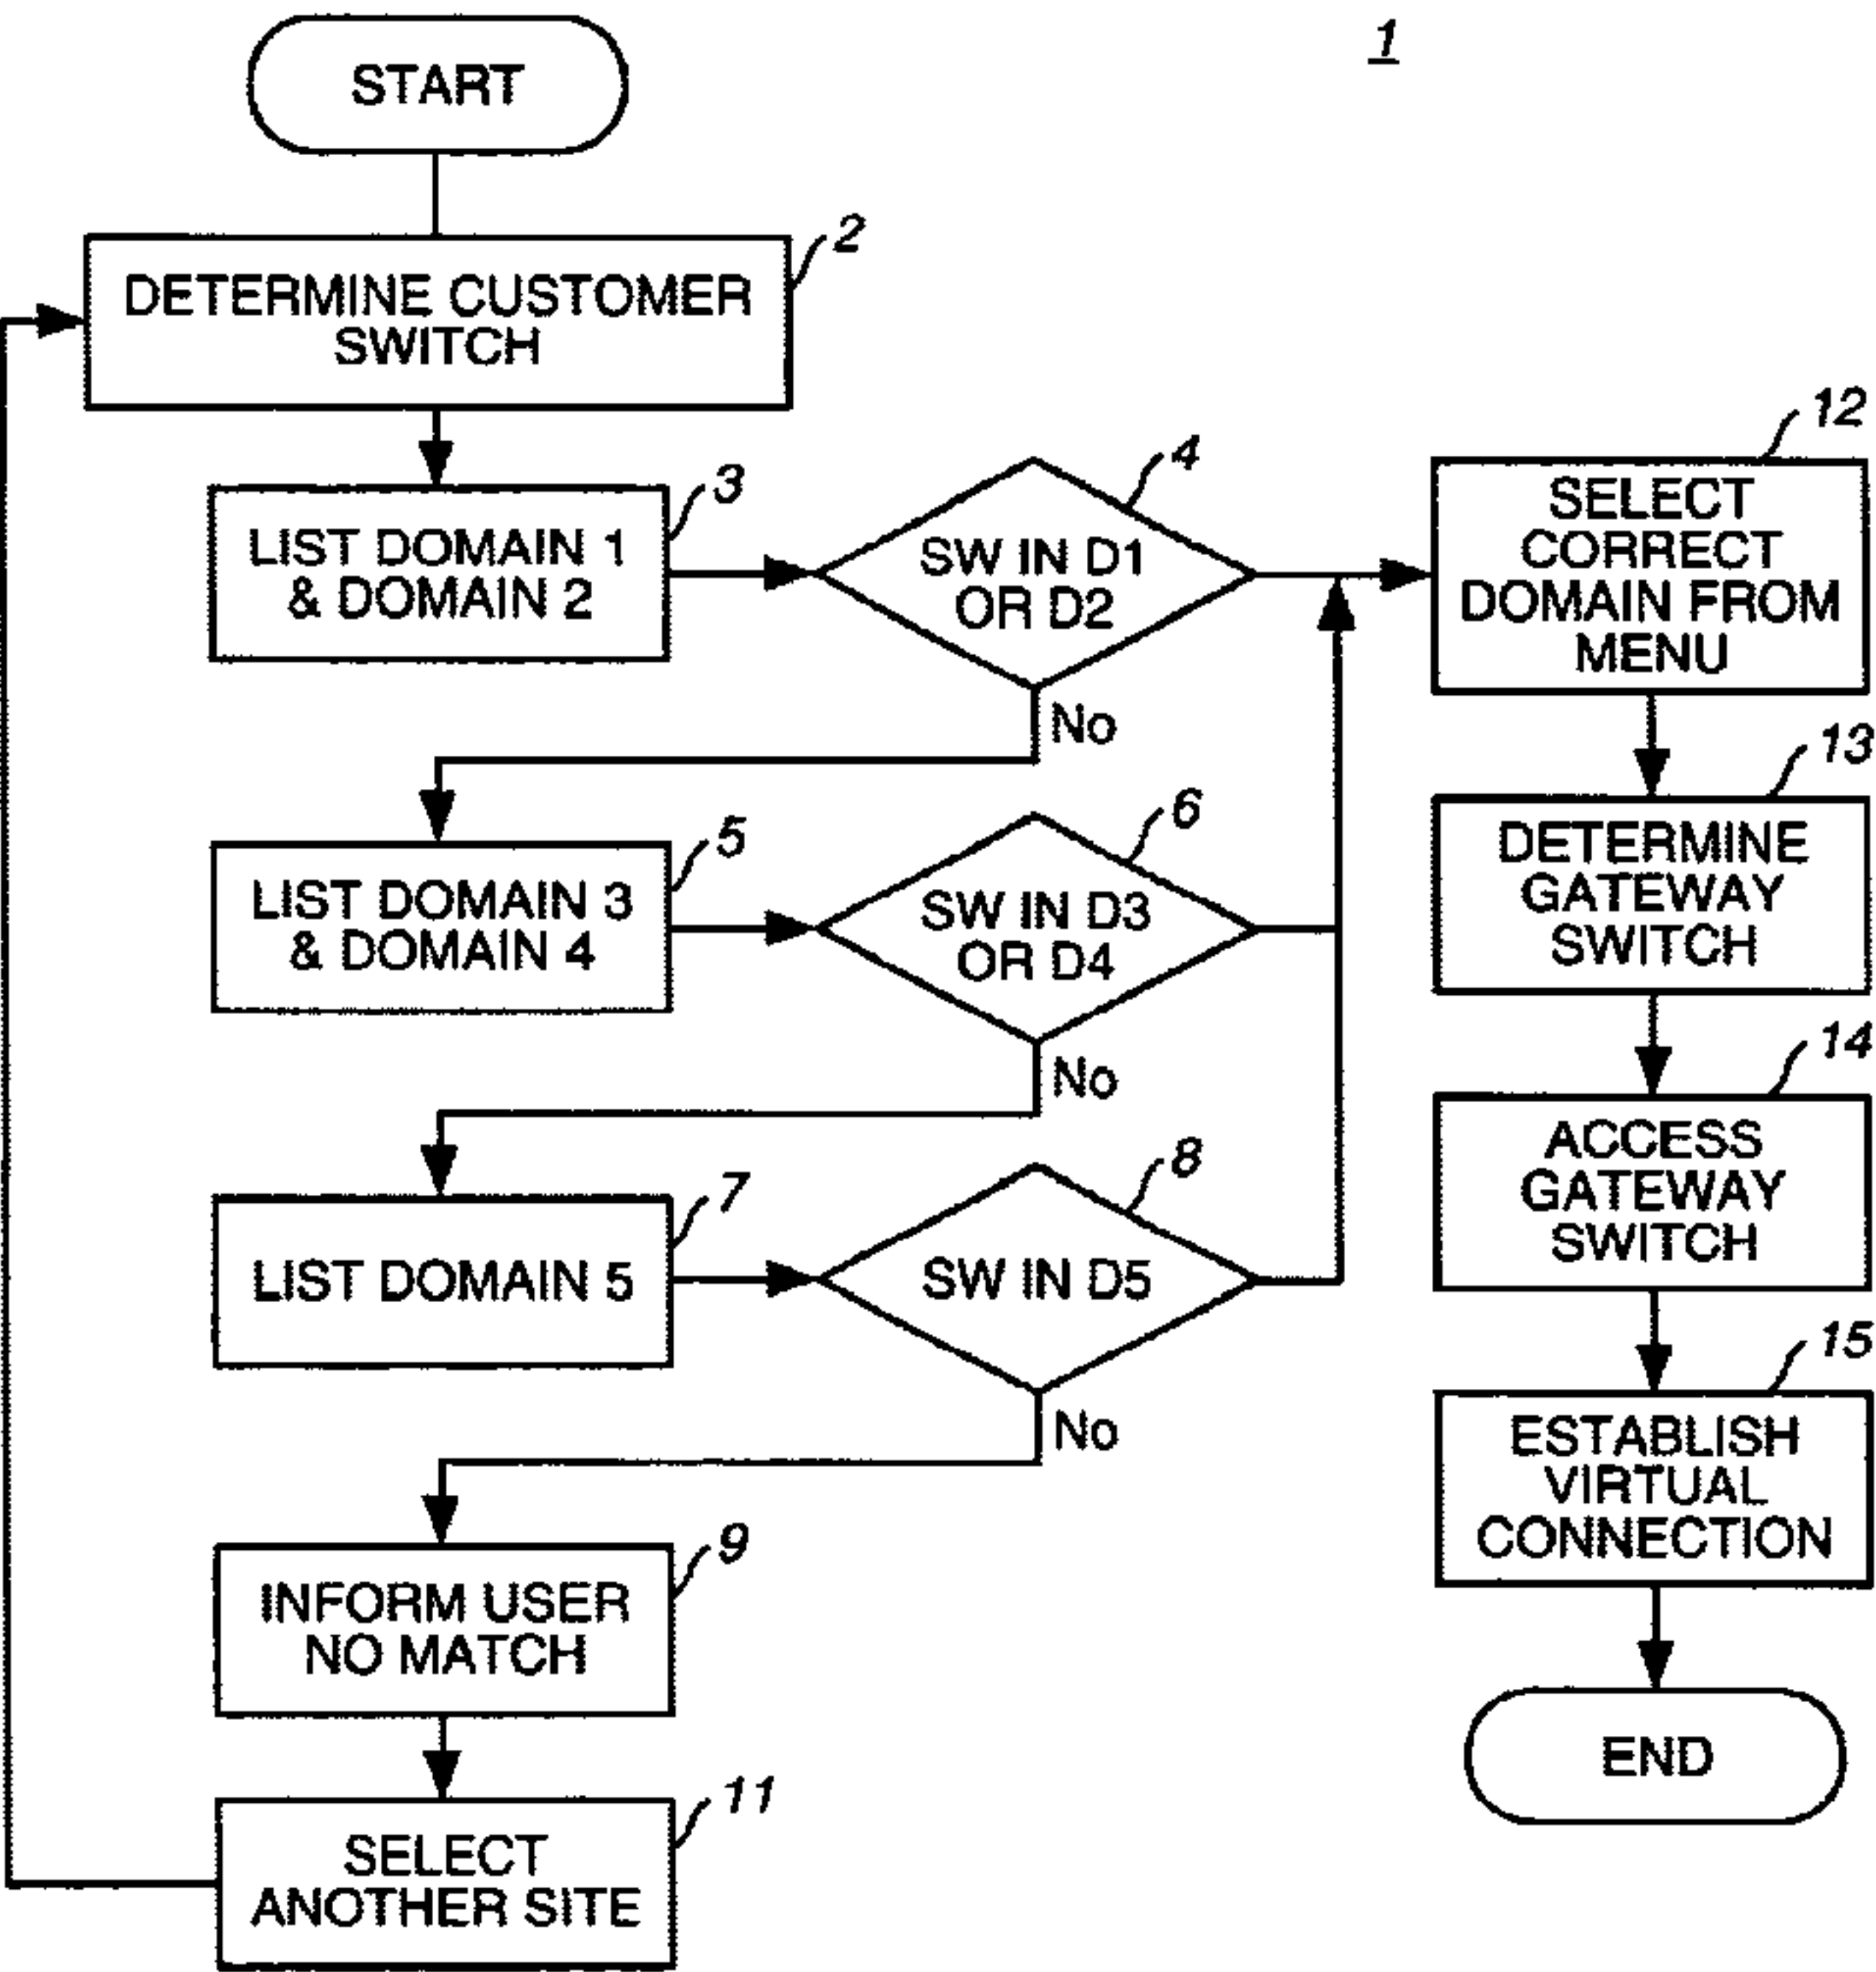 1
START
2
DETERMINE CUSTOMER
SWITCH
3
LIST DOMAIN 1
& DOMAIN 2
4
SW IN D1
OR D2
No
5
LIST DOMAIN 3
& DOMAIN 4
6
SW IN D3
OR D4
No
7
LIST DOMAIN 5
8
SW IN D5
No
9
INFORM USER
NO MATCH
11
SELECT
ANOTHER SITE
12
SELECT
CORRECT
DOMAIN FROM
MENU
13
DETERMINE
GATEWAY
SWITCH
14
ACCESS
GATEWAY
SWITCH
15
ESTABLISH
VIRTUAL
CONNECTION
END